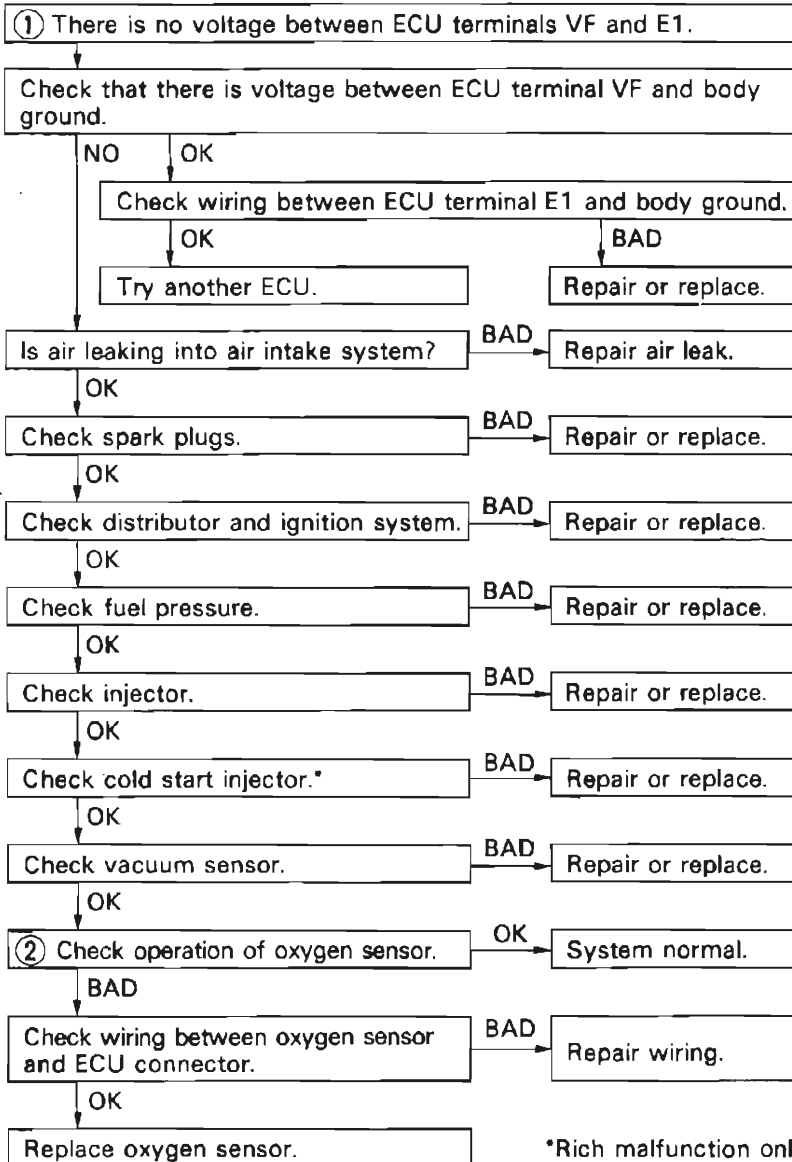 ① There is no voltage between ECU terminals VF and E1.
Check that there is voltage between ECU terminal VF and body
ground.
NO OK
Check wiring between ECU terminal E1 and body ground.
OK BAD
Try another ECU. Repair or replace.
Is air leaking into air intake system? BAD Repair air leak.
OK
Check spark plugs. BAD Repair or replace.
OK
Check distributor and ignition system. BAD Repair or replace.
OK
Check fuel pressure. BAD Repair or replace.
OK
Check injector. BAD Repair or replace.
OK
Check cold start injector.* BAD Repair or replace.
OK
Check vacuum sensor. BAD Repair or replace.
OK
② Check operation of oxygen sensor. OK System normal.
BAD
Check wiring between oxygen sensor
and ECU connector. BAD Repair wiring.
OK
Replace oxygen sensor. *Rich malfunction onl